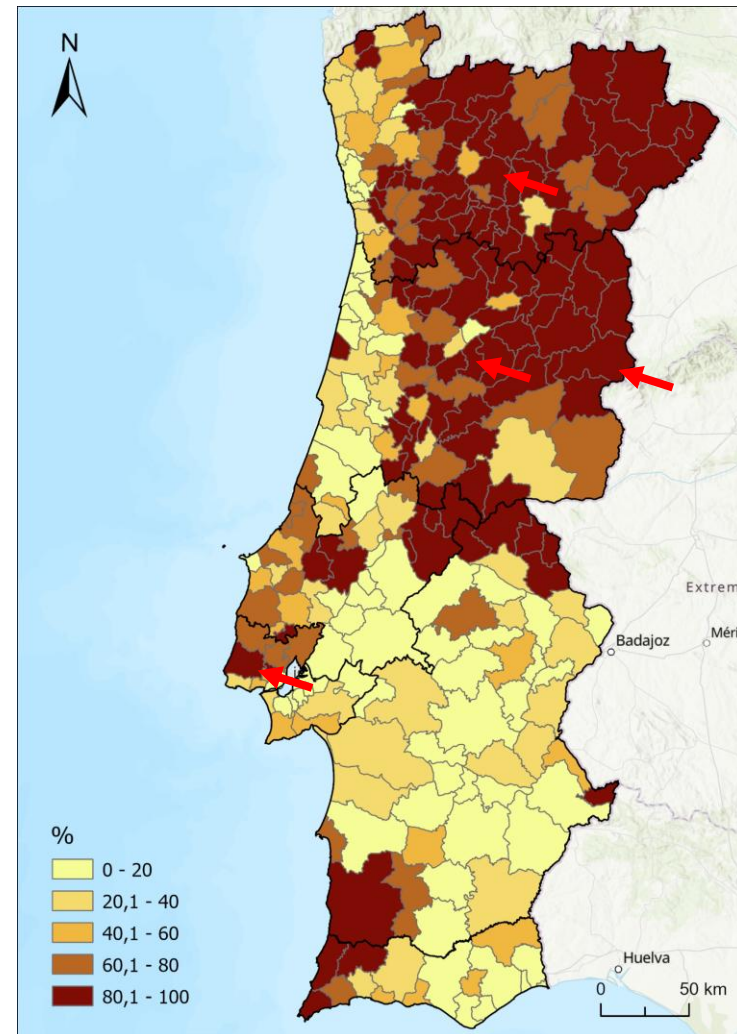 N
Extrem
Badajoz
Méri
%
0 - 20
20,1 - 40
40,1 - 60
60,1 - 80
80,1 - 100
Huelva
0 50 km